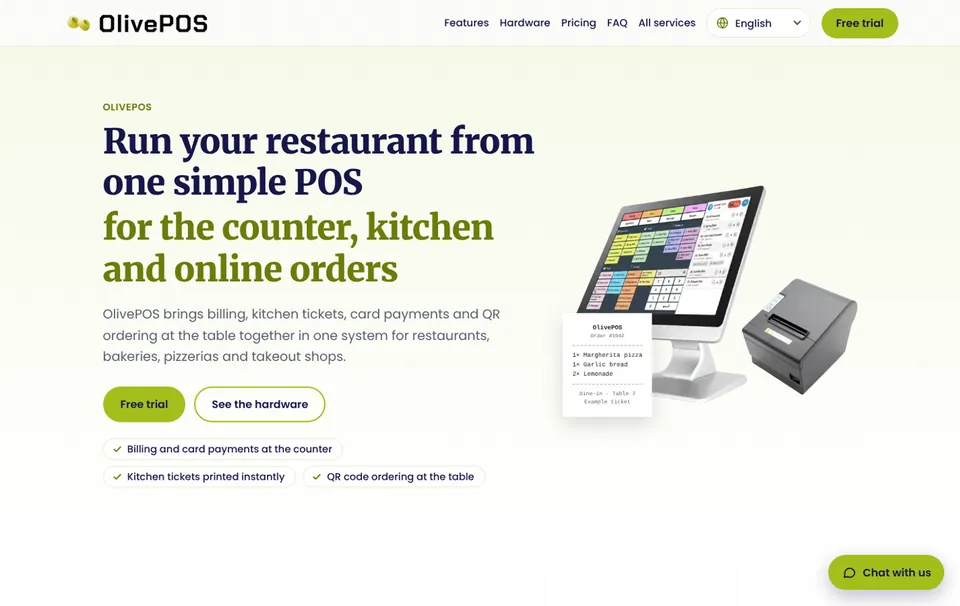 OlivePOS
Features Hardware Pricing FAQ All services English Free trial
OLIVEPOS
Run your restaurant from
one simple POS
for the counter, kitchen
and online orders
OlivePOS brings billing, kitchen tickets, card payments and QR
ordering at the table together in one system for restaurants,
bakeries, pizzerias and takeout shops.
Free trial See the hardware
Billing and card payments at the counter
Kitchen tickets printed instantly QR code ordering at the table
OlivePOS
Order #1042
1× Margherita pizza
1× Garlic bread
2× Lemonade
Dine-in · Table 7
Example ticket
Chat with us